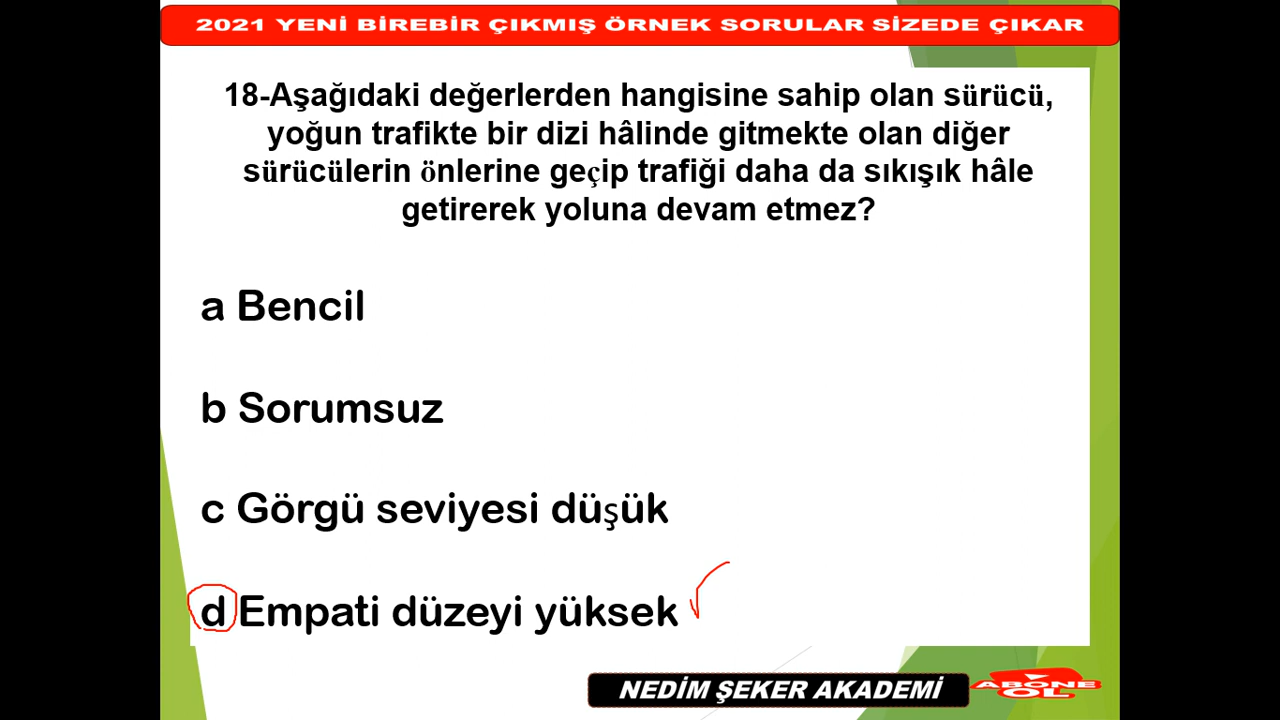 2021 YENİ BİREBİR ÇIKMIŞ ÖRNEK SORULAR SİZEDE ÇIKAR
18-Aşağıdaki değerlerden hangisine sahip olan sürücü,
yoğun trafikte bir dizi hâlinde gitmekte olan diğer
sürücülerin önlerine geçip trafiği daha da sıkışık hâle
getirerek yoluna devam etmez?
a Bencil
b Sorumsuz
c Görgü seviyesi düşük
d Empati düzeyi yüksek
NEDİM ŞEKER AKADEMİ
ABONE
OL